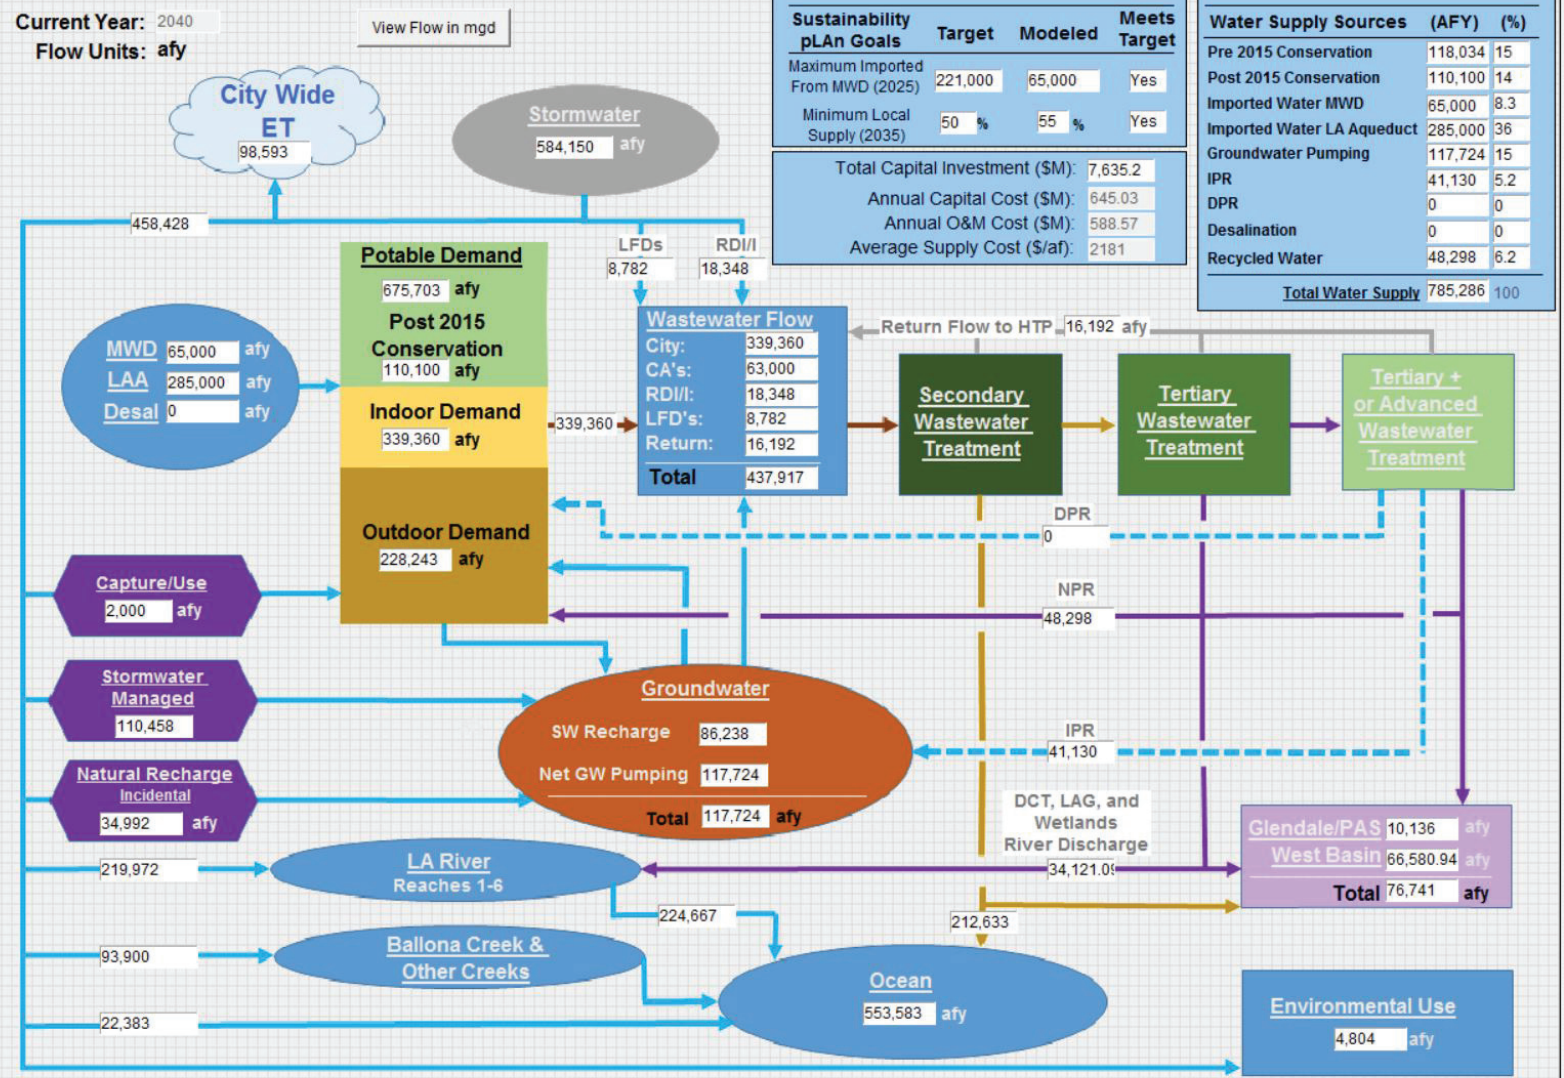 Current Year: 2040
Flow Units: afy
View Flow in mgd
City Wide
ET
98,593
Stormwater
584,150 afy
Sustainability
pLAn Goals
Target
Modeled
Meets
Target
Maximum Imported
From MWD (2025)
221,000
65,000
Yes
Minimum Local
Supply (2035)
50 %
55 %
Yes
Total Capital Investment ($M): 7,635.2
Annual Capital Cost ($M): 645.03
Annual O&M Cost ($M): 588.57
Average Supply Cost ($/af): 2181
Water Supply Sources (AFY) (%)
Pre 2015 Conservation 118,034 15
Post 2015 Conservation 110,100 14
Imported Water MWD 65,000 8.3
Imported Water LA Aqueduct 285,000 36
Groundwater Pumping 117,724 15
IPR 41,130 5.2
DPR 0 0
Desalination 0 0
Recycled Water 48,298 6.2
Total Water Supply 785,286 100
458,428
LFDs
8,782
RDI/I
18,348
Potable Demand
675,703 afy
Post 2015
Conservation
110,100 afy
Indoor Demand
339,360 afy
Outdoor Demand
228,243 afy
MWD 65,000 afy
LAA 285,000 afy
Desal 0 afy
339,360
Wastewater Flow
City: 339,360
CA's: 63,000
RDI/I: 18,348
LFD's: 8,782
Return: 16,192
Total 437,917
Return Flow to HTP 16,192 afy
Secondary
Wastewater
Treatment
Tertiary
Wastewater
Treatment
Tertiary +
or Advanced
Wastewater
Treatment
DPR
0
NPR
48,298
Capture/Use
2,000 afy
Stormwater
Managed
110,458
Natural Recharge
Incidental
34,992 afy
Groundwater
SW Recharge 86,238
Net GW Pumping 117,724
Total 117,724 afy
IPR
41,130
DCT, LAG, and
Wetlands
River Discharge
34,121.09
Glendale/PAS 10,136 afy
West Basin 66,580.94 afy
Total 76,741 afy
219,972
LA River
Reaches 1-6
224,667
212,633
93,900
Ballona Creek &
Other Creeks
22,383
Ocean
553,583 afy
Environmental Use
4,804 afy